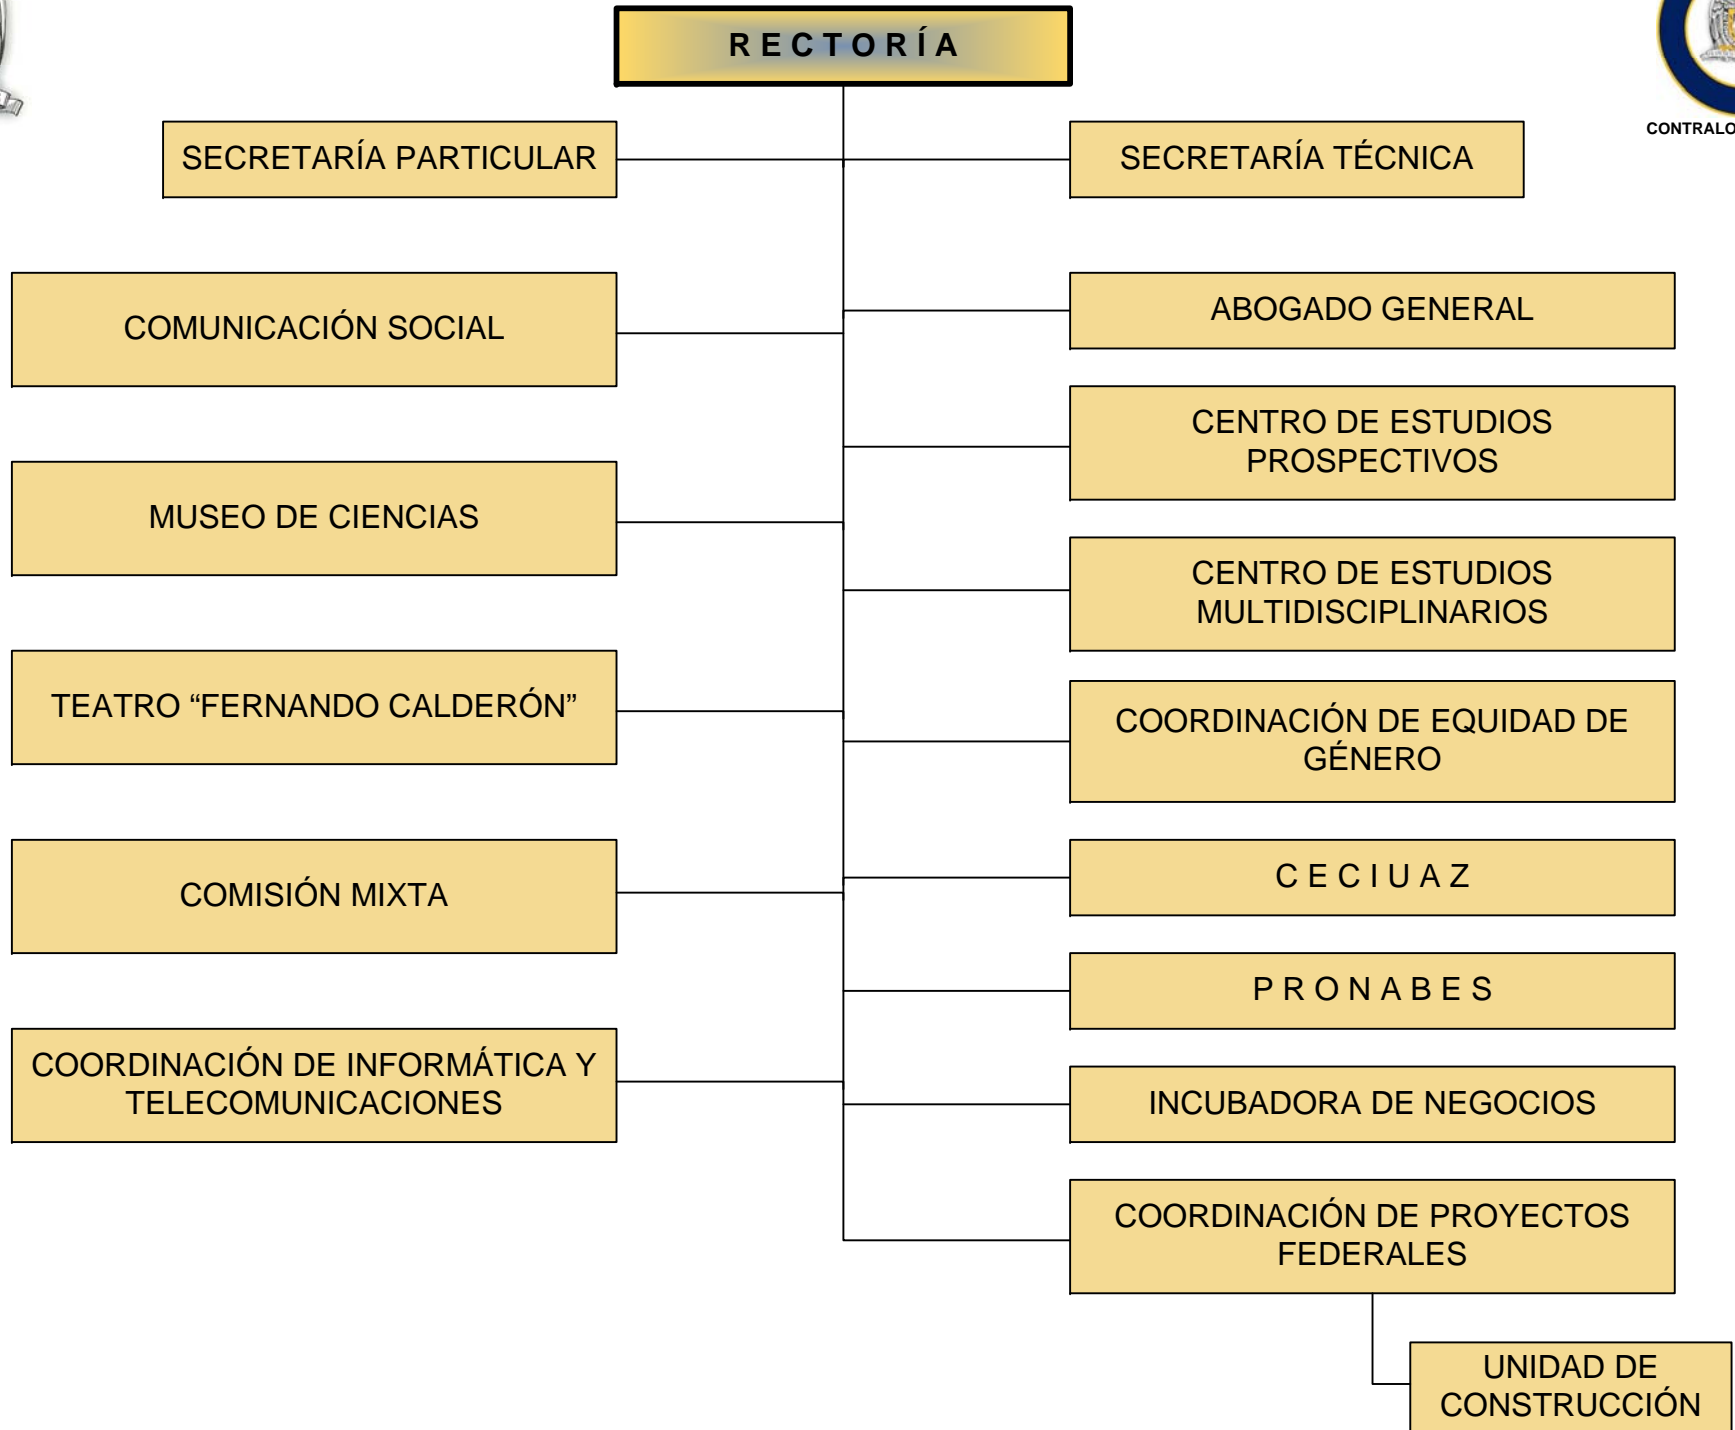 RECTORÍA
SECRETARÍA PARTICULAR
SECRETARÍA TÉCNICA
COMUNICACIÓN SOCIAL
ABOGADO GENERAL
CENTRO DE ESTUDIOS
PROSPECTIVOS
MUSEO DE CIENCIAS
CENTRO DE ESTUDIOS
MULTIDISCIPLINARIOS
TEATRO “FERNANDO CALDERÓN”
COORDINACIÓN DE EQUIDAD DE
GÉNERO
COMISIÓN MIXTA
C E C I U A Z
P R O N A B E S
COORDINACIÓN DE INFORMÁTICA Y
TELECOMUNICACIONES
INCUBADORA DE NEGOCIOS
COORDINACIÓN DE PROYECTOS
FEDERALES
UNIDAD DE
CONSTRUCCIÓN